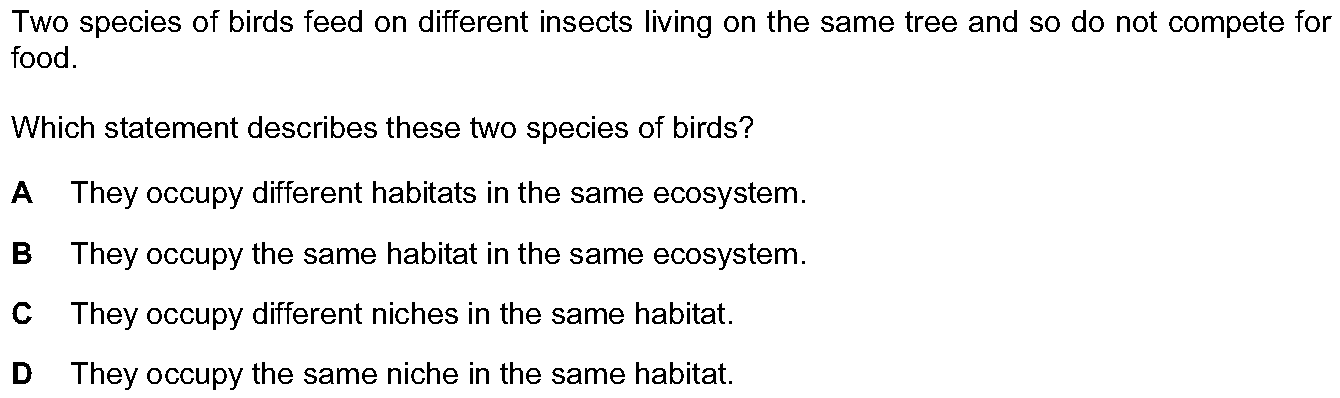 Two species of birds feed on different insects living on the same tree and so do not compete for
food.
Which statement describes these two species of birds?
A They occupy different habitats in the same ecosystem.
B They occupy the same habitat in the same ecosystem.
C They occupy different niches in the same habitat.
D They occupy the same niche in the same habitat.